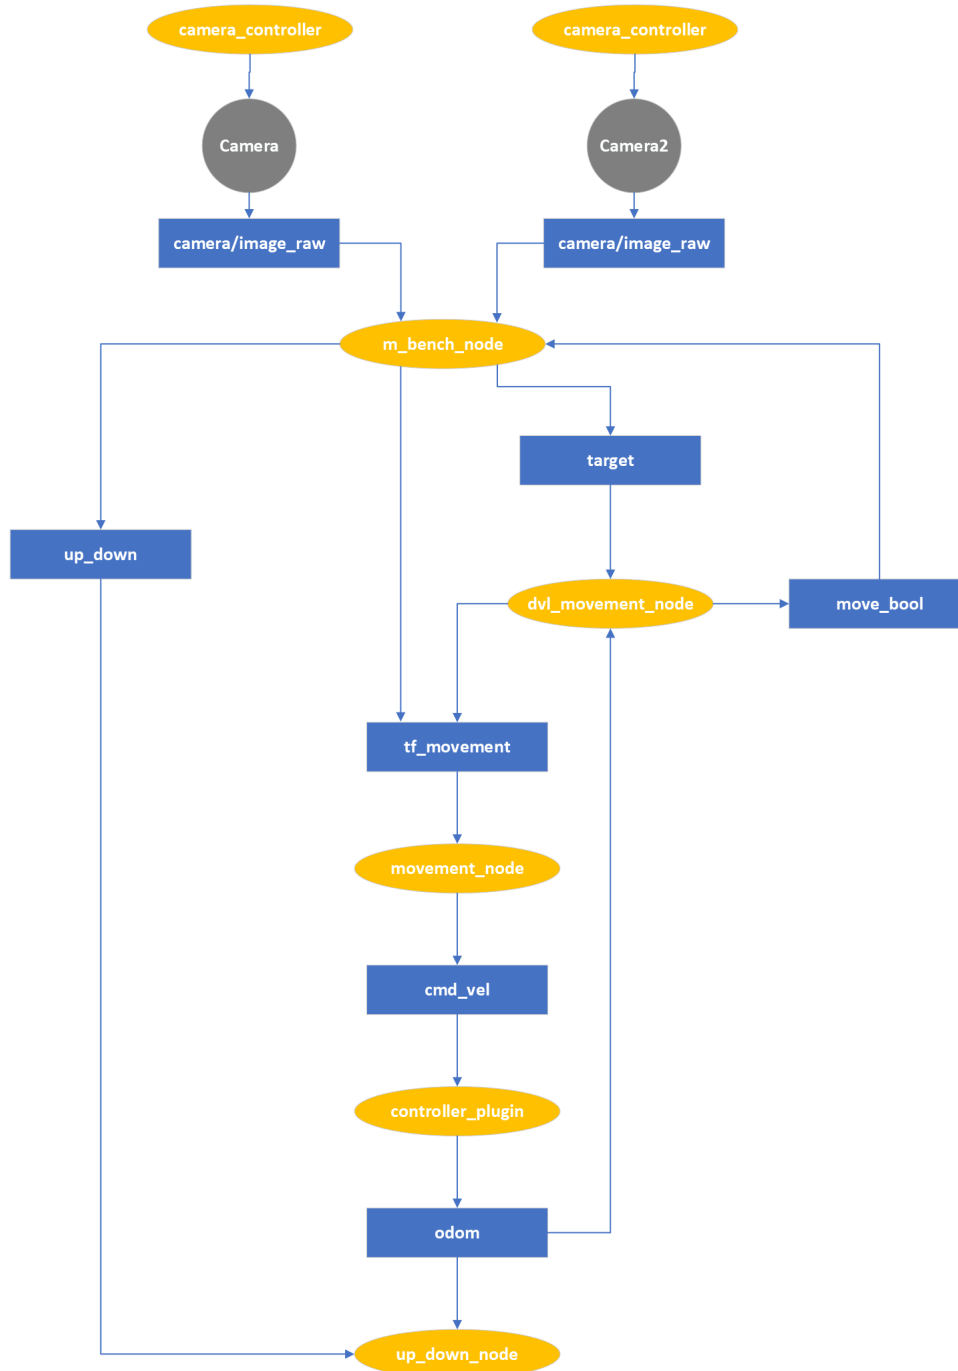 camera_controller
camera_controller
Camera
Camera2
camera/image_raw
camera/image_raw
m_bench_node
target
up_down
dvl_movement_node
move_bool
tf_movement
movement_node
cmd_vel
controller_plugin
odom
up_down_node